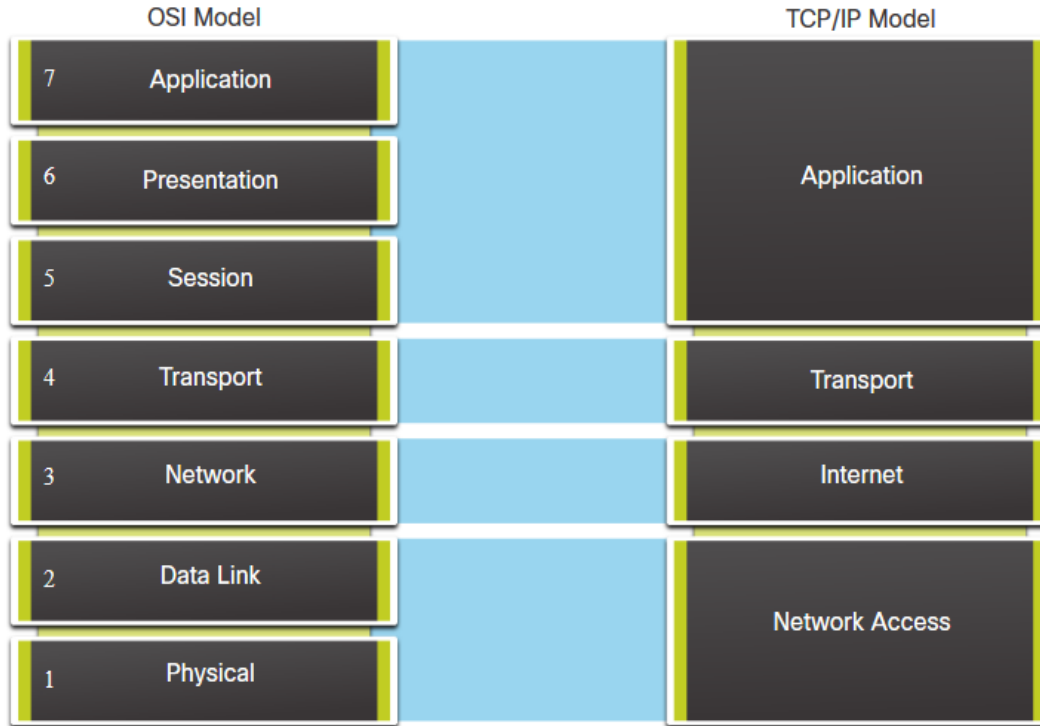 OSI Model
TCP/IP Model
7 Application
6 Presentation
Application
5 Session
4 Transport
Transport
3 Network
Internet
2 Data Link
Network Access
1 Physical